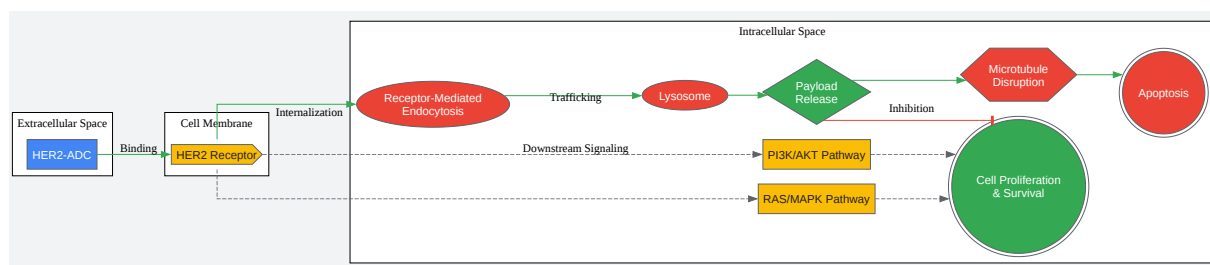 Intracellular Space
Extracellular Space
HER2-ADC
Binding
Cell Membrane
HER2 Receptor
Internalization
Receptor-Mediated
Endocytosis
Trafficking
Lysosome
Payload
Release
Microtubule
Disruption
Apoptosis
Inhibition
Downstream Signaling
PI3K/AKT Pathway
RAS/MAPK Pathway
Cell Proliferation
& Survival